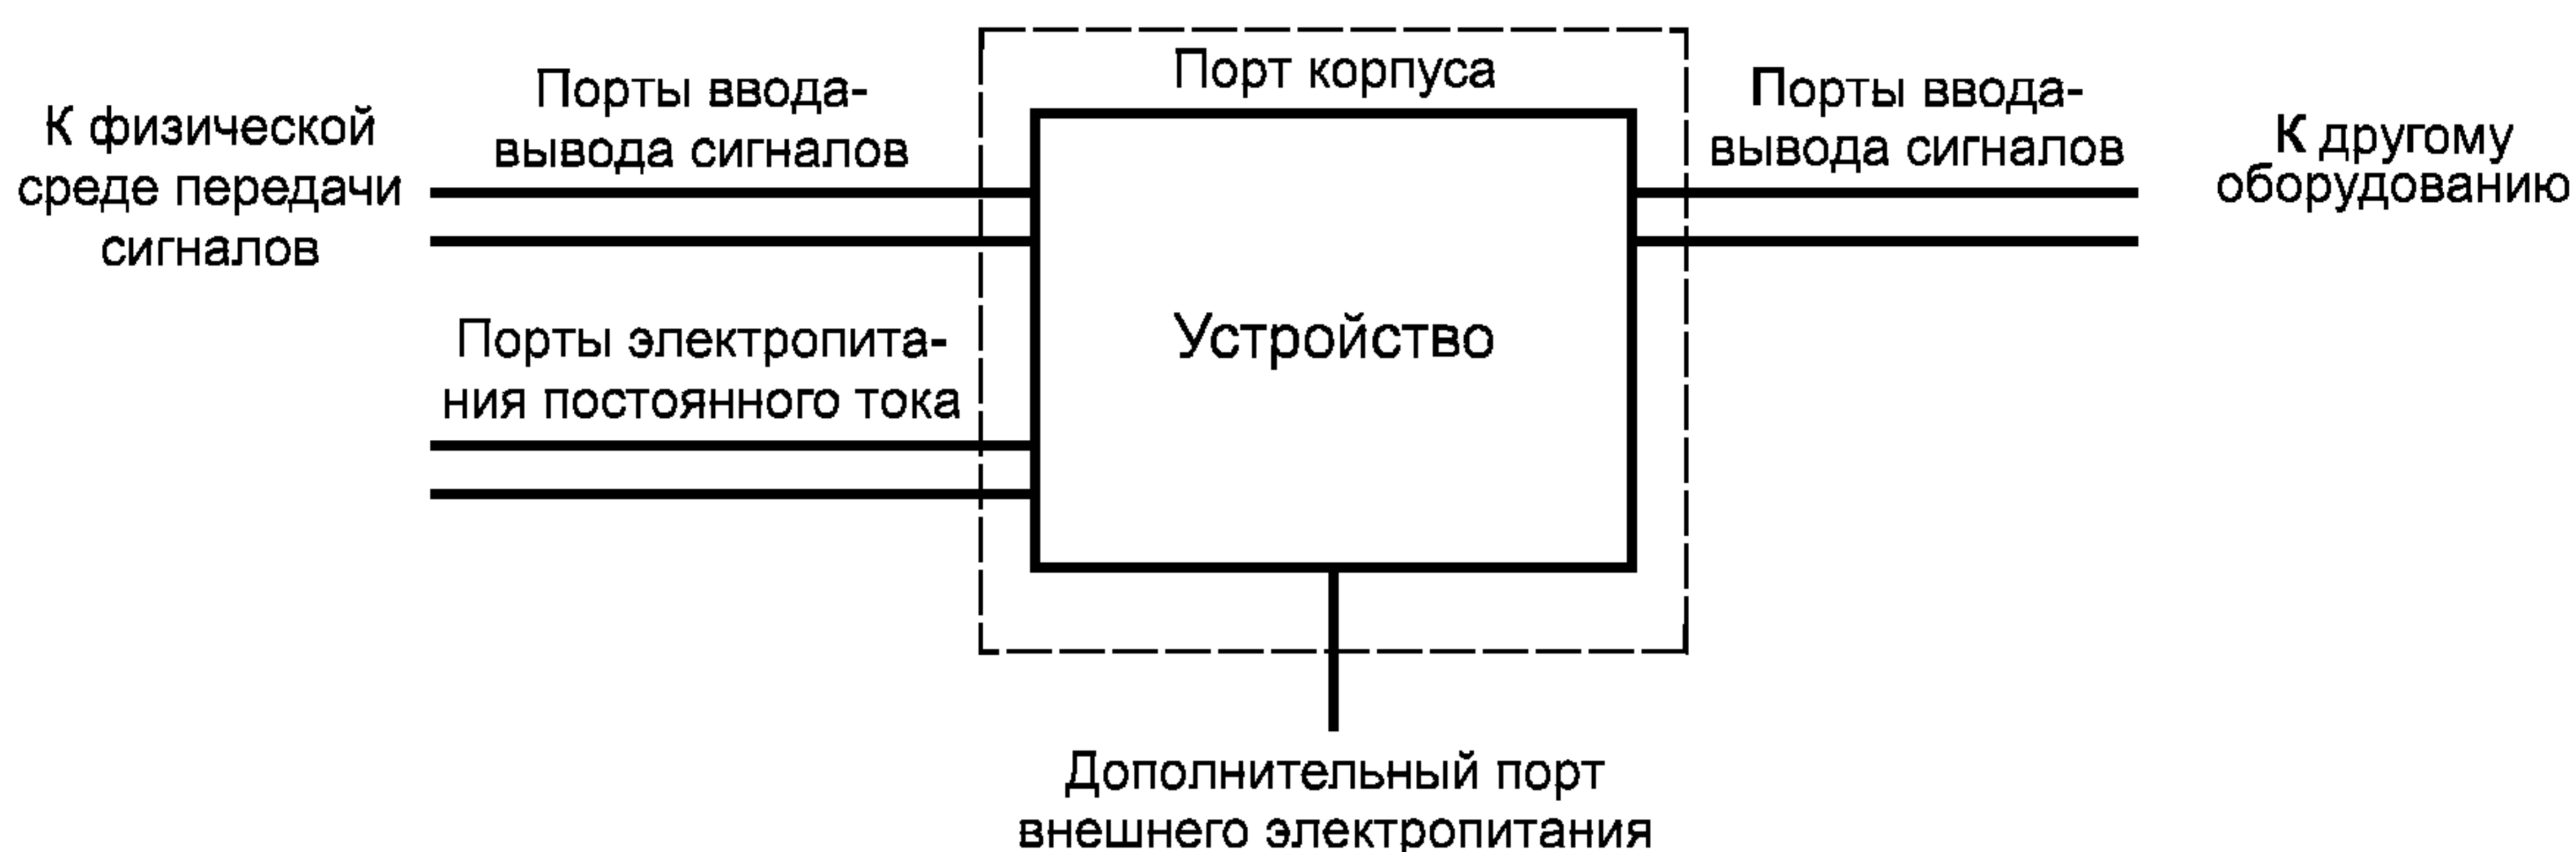 К физической
среде передачи
сигналов
Порты ввода-
вывода сигналов
Порты электропита-
ния постоянного тока
Порт корпуса
Устройство
Порты ввода-
вывода сигналов
К другому
оборудованию
Дополнительный порт
внешнего электропитания